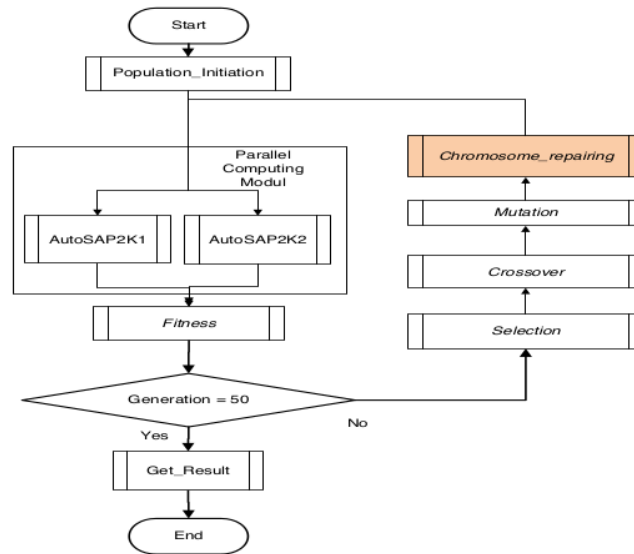 Start
Population_Initiation
Parallel
Computing
Modul
Chromosome_repairing
Mutation
AutoSAP2K1
AutoSAP2K2
Crossover
Fitness
Selection
Generation = 50
No
Yes
Get_Result
End